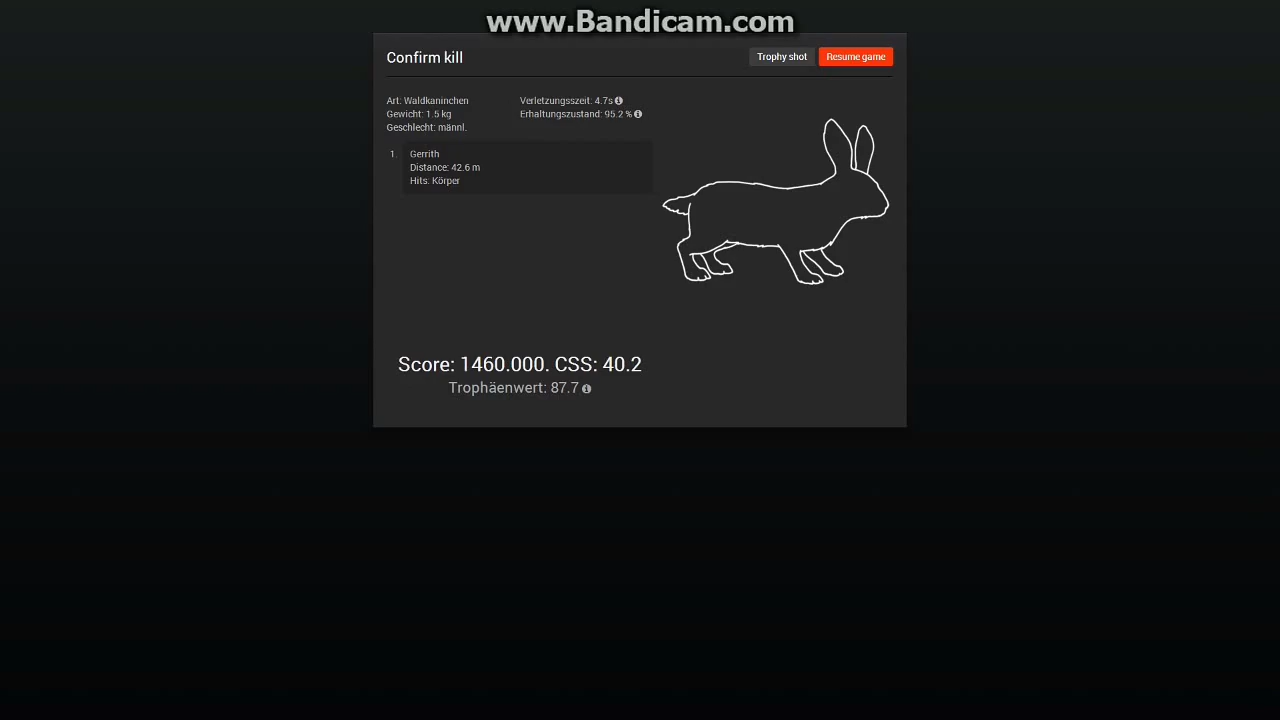 www.Bandicam.com
Confirm kill
Trophy shot
Resume game
Art: Waldkaninchen
Gewicht: 1.5 kg
Geschlecht: männl.
Verletzungsszeit: 4.7s
Erhaltungszustand: 95.2 %
1. Gerrith
Distance: 42.6 m
Hits: Körper
Score: 1460.000. CSS: 40.2
Trophäenwert: 87.7